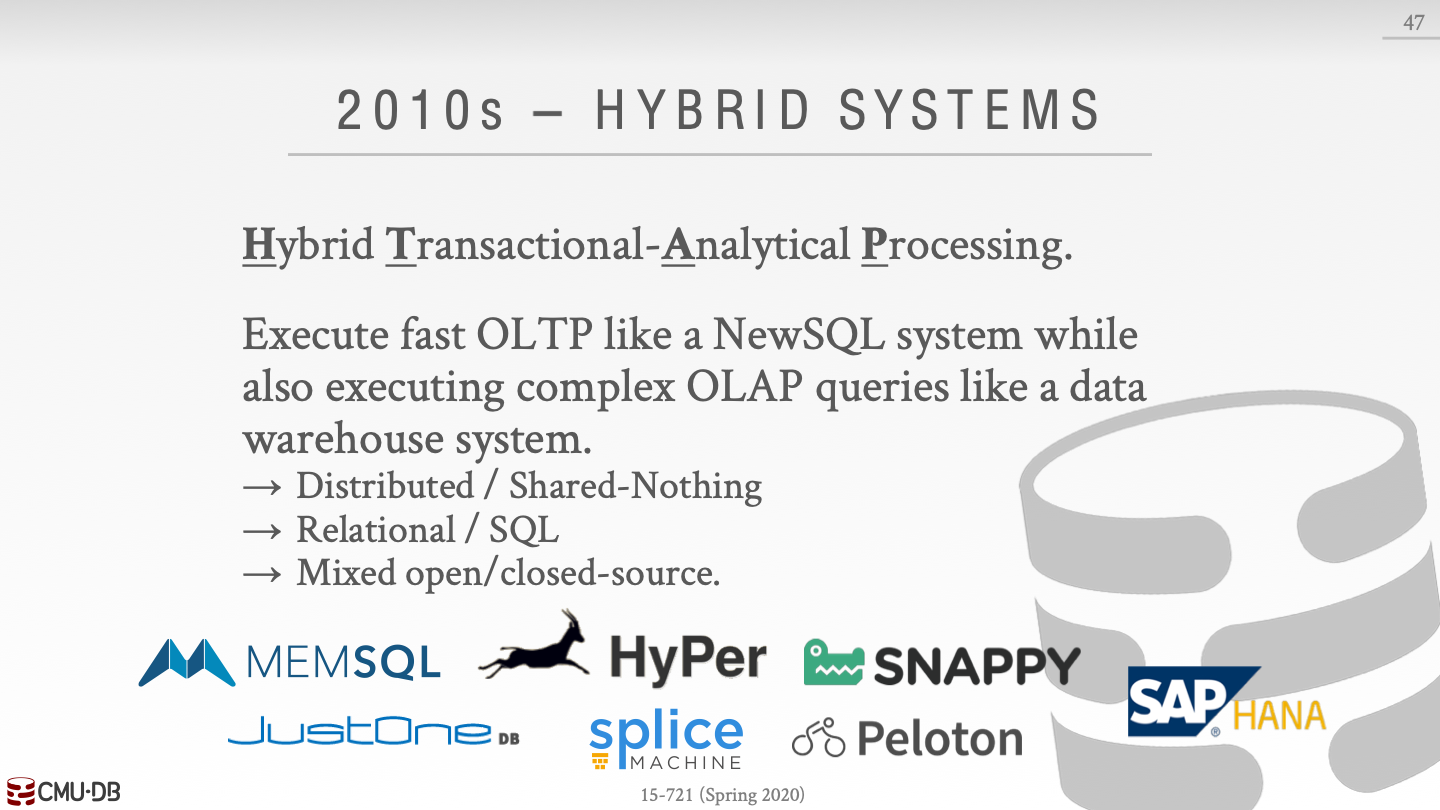 47
2010s – HYBRID SYSTEMS
Hybrid Transactional-Analytical Processing.
Execute fast OLTP like a NewSQL system while
also executing complex OLAP queries like a data
warehouse system.
→ Distributed / Shared-Nothing
→ Relational / SQL
→ Mixed open/closed-source.
MEMSQL HyPer SNAPPY
SAP® HANA
JustOne DB splice MACHINE Peloton
CMU·DB
15-721 (Spring 2020)